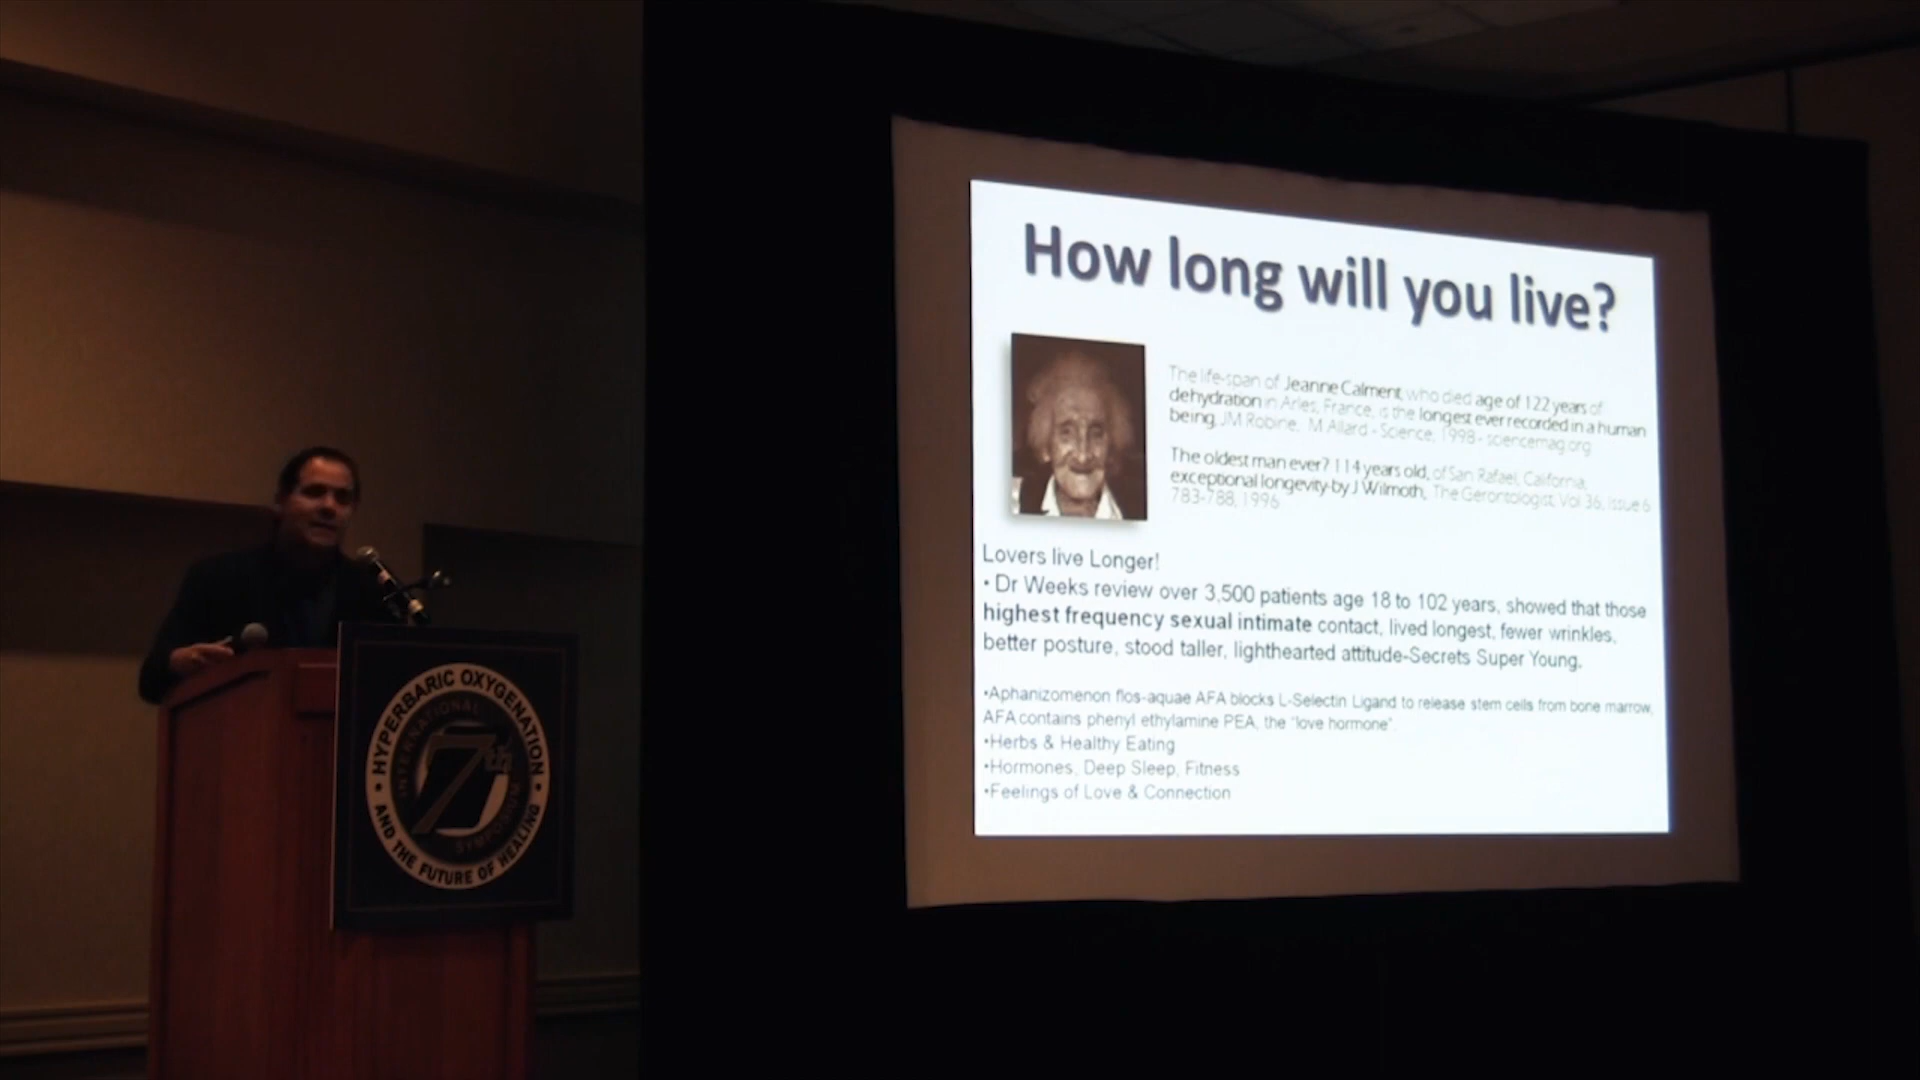 How long will you live?
The life-span of Jeanne Calment, who died age of 122 years of
dehydration in Arles, France, is the longest ever recorded in a human
being, JM Robine, M Allard - Science, 1998 - sciencemag.org
The oldest man ever? 114 years old, of San Rafael, California,
exceptional longevity-by J Wilmoth, The Gerontologist, Vol 36, Issue 6
783-788, 1996
Lovers live Longer!
• Dr Weeks review over 3,500 patients age 18 to 102 years, showed that those
highest frequency sexual intimate contact, lived longest, fewer wrinkles,
better posture, stood taller, lighthearted attitude-Secrets Super Young.
•Aphanizomenon flos-aquae AFA blocks L-Selectin Ligand to release stem cells from bone marrow,
AFA contains phenyl ethylamine PEA, the "love hormone".
•Herbs & Healthy Eating
•Hormones, Deep Sleep, Fitness
•Feelings of Love & Connection
• HYPERBARIC OXYGENATION •
AND THE FUTURE OF HEALING
INTERNATIONAL
7th
SYMPOSIUM